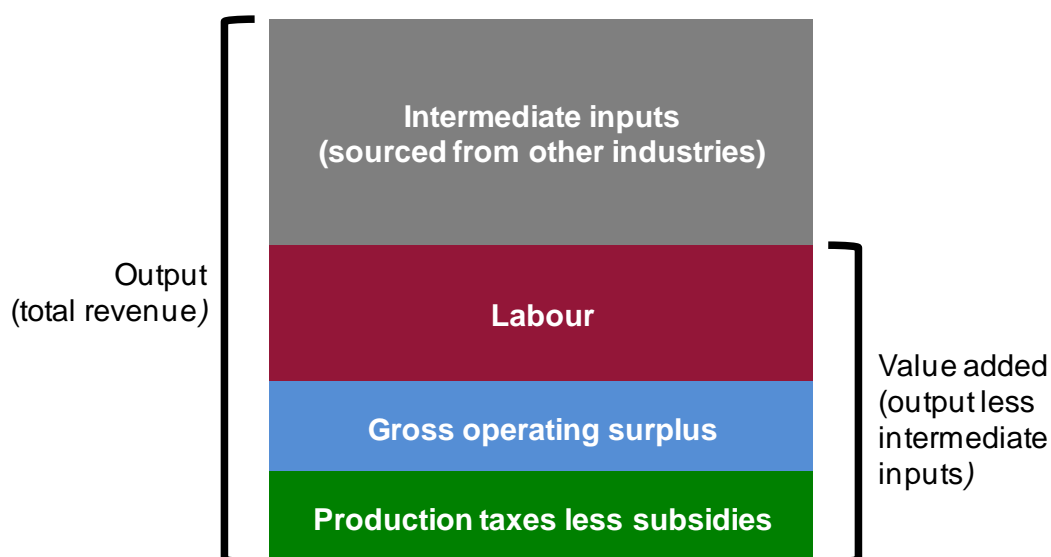 Intermediate inputs
(sourced from other industries)
Output
(total revenue)
Labour
Value added
(output less
intermediate
inputs)
Gross operating surplus
Production taxes less subsidies